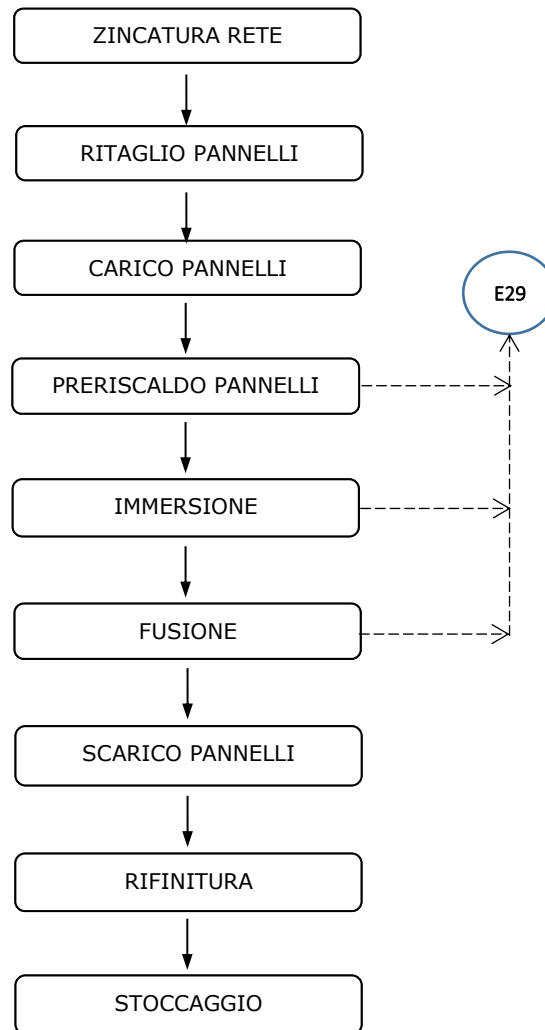 ZINCATURA RETE
RITAGLIO PANNELLI
CARICO PANNELLI
E29
PRERISCALDO PANNELLI
IMMERSIONE
FUSIONE
SCARICO PANNELLI
RIFINITURA
STOCCAGGIO